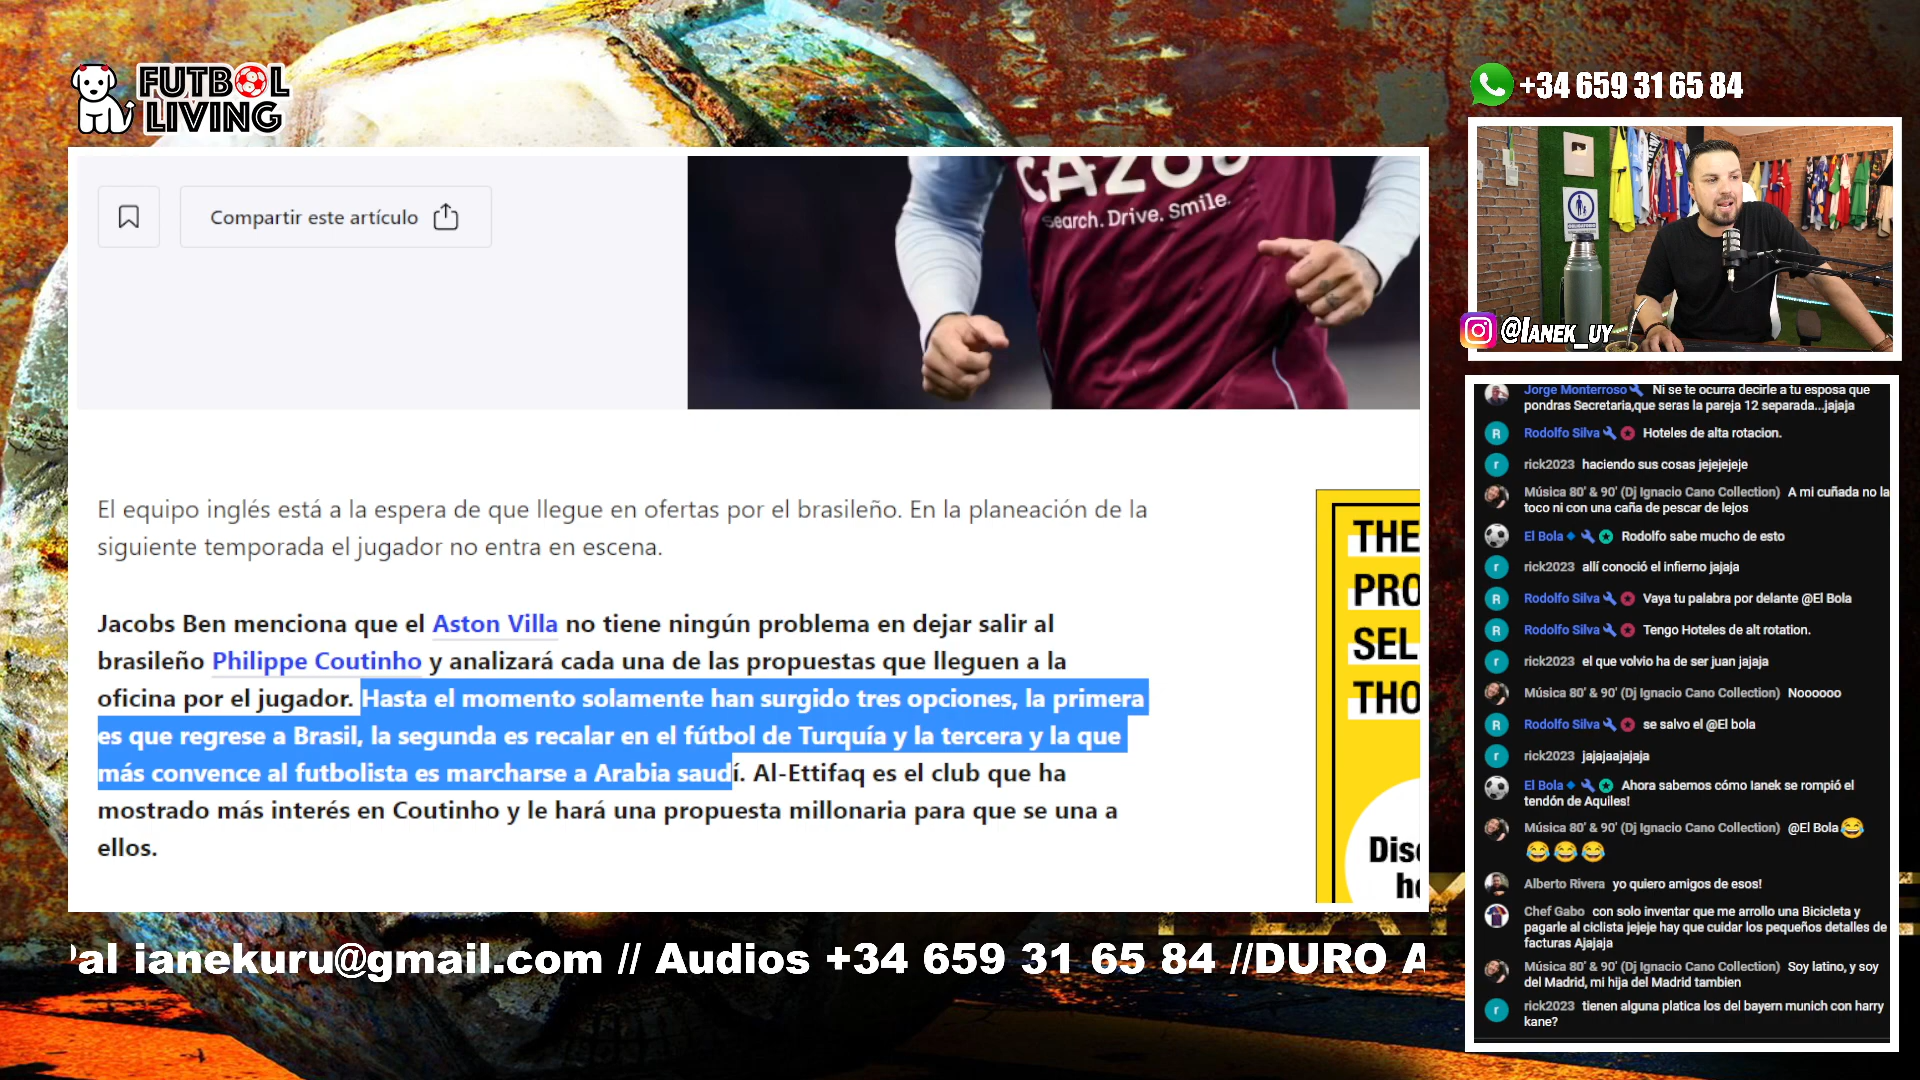 FUTBOL
LIVING
+34 659 31 65 84
Compartir este artículo
CAZOO
Search. Drive. Smile.
@IANEK_UY
El equipo inglés está a la espera de que llegue en ofertas por el brasileño. En la planeación de la
siguiente temporada el jugador no entra en escena.
Jacobs Ben menciona que el Aston Villa no tiene ningún problema en dejar salir al
brasileño Philippe Coutinho y analizará cada una de las propuestas que lleguen a la
oficina por el jugador. Hasta el momento solamente han surgido tres opciones, la primera
es que regrese a Brasil, la segunda es recalar en el fútbol de Turquía y la tercera y la que
más convence al futbolista es marcharse a Arabia saudí. Al-Ettifaq es el club que ha
mostrado más interés en Coutinho y le hará una propuesta millonaria para que se una a
ellos.
THE
PRO
SEL
THO
Disc
he
Jorge Monterroso Ni se te ocurra decirle a tu esposa que
pondras Secretaria,que seras la pareja 12 separada...jajaja
Rodolfo Silva Hoteles de alta rotacion.
rick2023 haciendo sus cosas jejejejeje
Música 80' & 90' (Dj Ignacio Cano Collection) A mi cuñada no la
toco ni con una caña de pescar de lejos
El Bola Rodolfo sabe mucho de esto
rick2023 allí conoció el infierno jajaja
Rodolfo Silva Vaya tu palabra por delante @El Bola
Rodolfo Silva Tengo Hoteles de alt rotation.
rick2023 el que volvio ha de ser juan jajaja
Música 80' & 90' (Dj Ignacio Cano Collection) Noooooo
Rodolfo Silva se salvo el @El bola
rick2023 jajajaajajaja
El Bola Ahora sabemos cómo Ianek se rompió el
tendón de Aquiles!
Música 80' & 90' (Dj Ignacio Cano Collection) @El Bola😂
😂😂😂
Alberto Rivera yo quiero amigos de esos!
Chef Gabo con solo inventar que me arrollo una Bicicleta y
pagarle al ciclista jejeje hay que cuidar los pequeños detalles de
facturas Ajajaja
Música 80' & 90' (Dj Ignacio Cano Collection) Soy latino, y soy
del Madrid, mi hija del Madrid tambien
rick2023 tienen alguna platica los del bayern munich con harry
kane?
al ianekuru@gmail.com // Audios +34 659 31 65 84 //DURO A